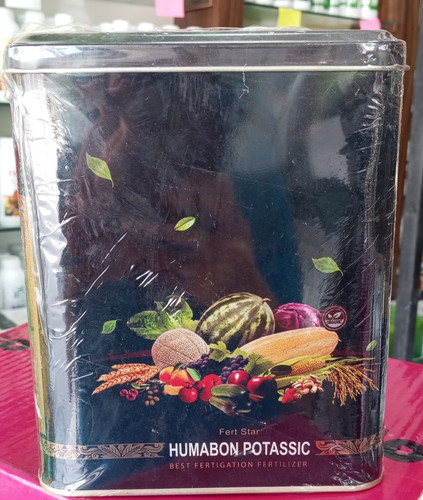 Fert Star
HUMABON POTASSIC
BEST FERTIGATION FERTILIZER